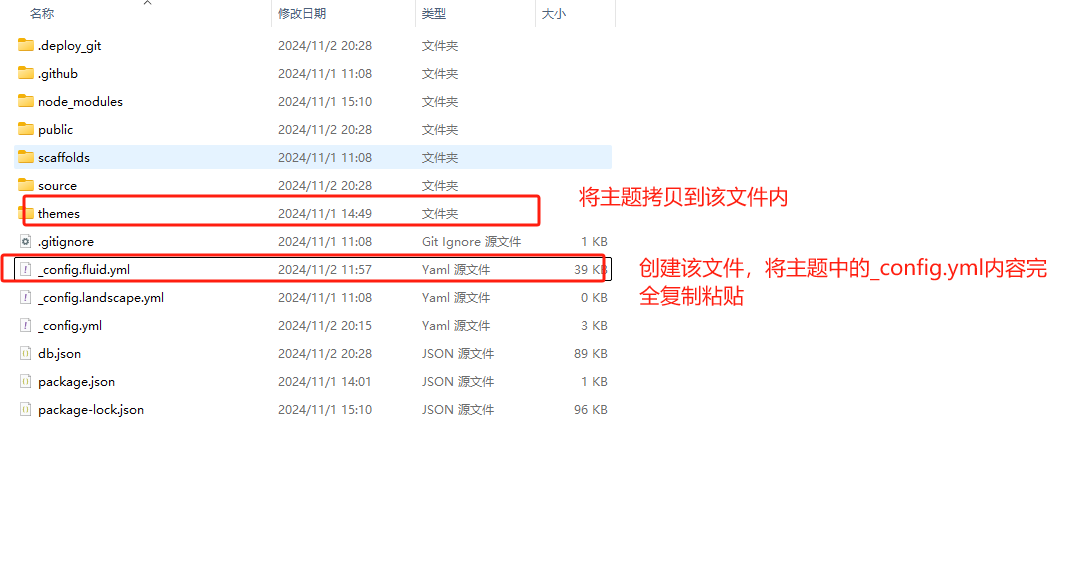 名称 修改日期 类型 大小
.deploy_git 2024/11/2 20:28 文件夹
.github 2024/11/1 11:08 文件夹
node_modules 2024/11/1 15:10 文件夹
public 2024/11/2 20:28 文件夹
scaffolds 2024/11/1 11:08 文件夹
source 2024/11/2 20:28 文件夹
themes 2024/11/1 14:49 文件夹 将主题拷贝到该文件内
.gitignore 2024/11/1 11:08 Git Ignore 源文件 1 KB
_config.fluid.yml 2024/11/2 11:57 Yaml 源文件 39 KB 创建该文件，将主题中的_config.yml内容完
全复制粘贴
_config.landscape.yml 2024/11/1 11:08 Yaml 源文件 0 KB
_config.yml 2024/11/2 20:15 Yaml 源文件 3 KB
db.json 2024/11/2 20:28 JSON 源文件 89 KB
package.json 2024/11/1 14:01 JSON 源文件 1 KB
package-lock.json 2024/11/1 15:10 JSON 源文件 96 KB